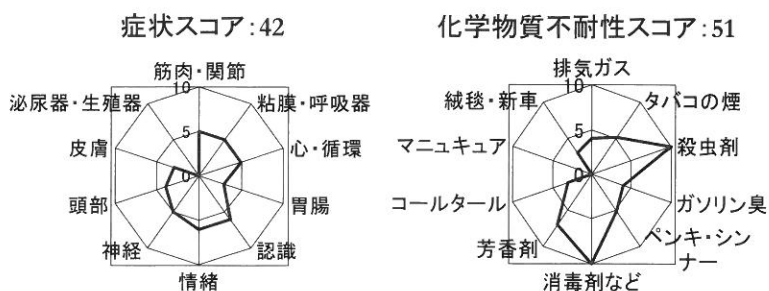 症状スコア:42
筋肉・関節
10
泌尿器・生殖器
粘膜・呼吸器
5
皮膚
心・循環
0
頭部
胃腸
神経
認識
情緒
化学物質不耐性スコア:51
排気ガス
10
絨毯・新車
タバコの煙
5
マニュキュア
殺虫剤
0
コールタール
ガソリン臭
芳香剤
ペンキ・シン
ナー
消毒剤など